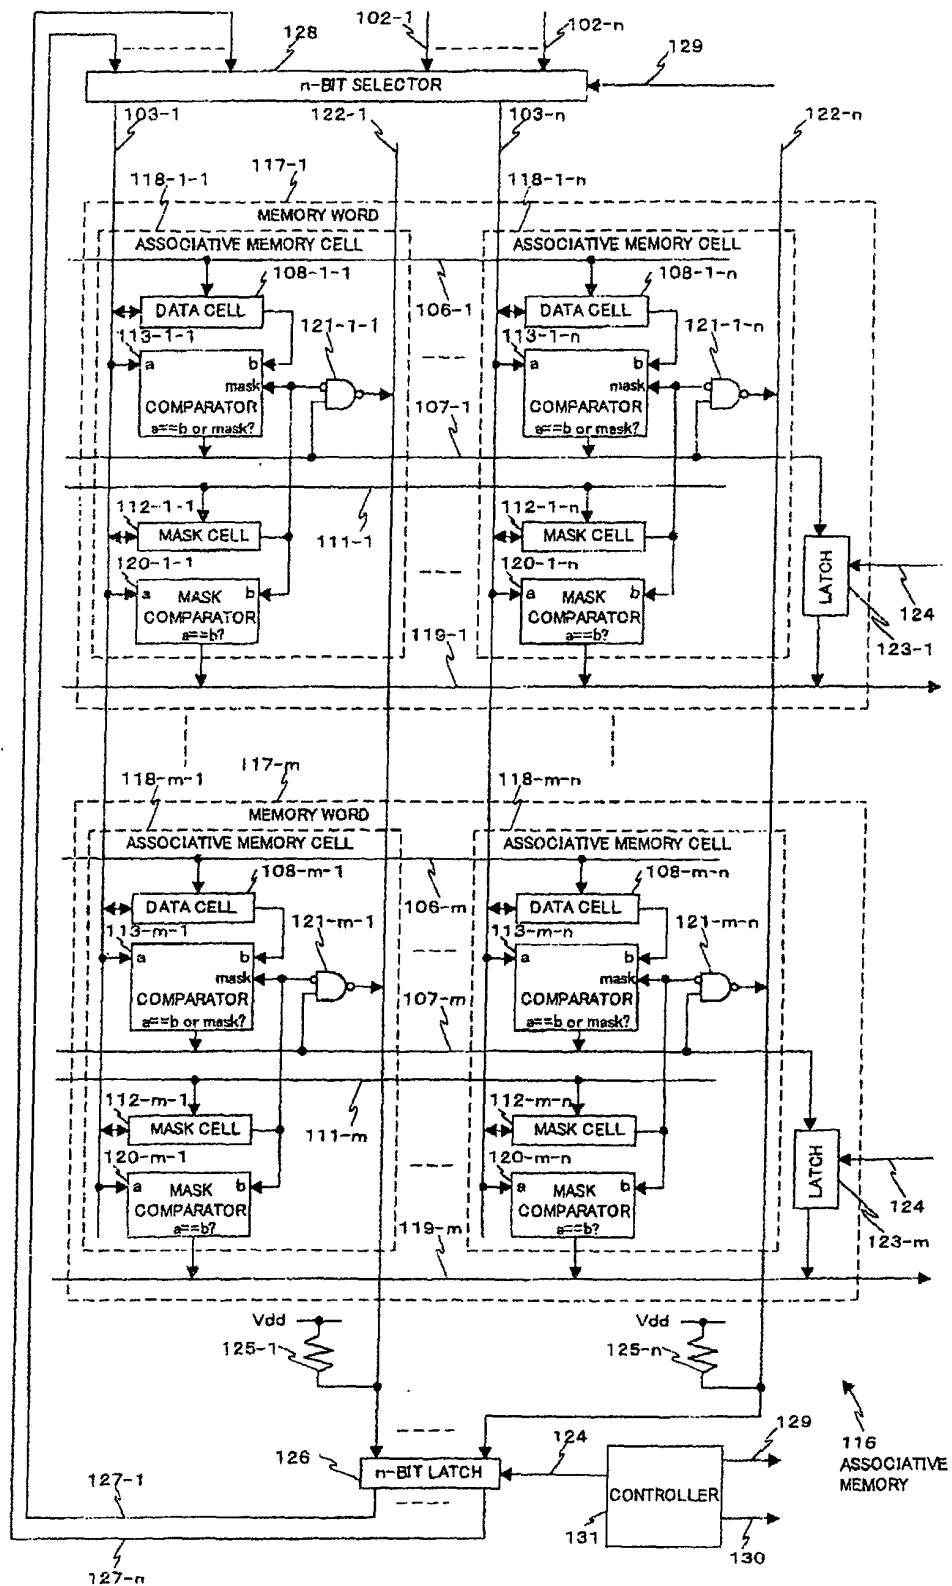 102-1
102-n
128
129
n-BIT SELECTOR
103-1
122-1
103-n
122-n
117-1
118-1-1
118-1-n
MEMORY WORD
ASSOCIATIVE MEMORY CELL
ASSOCIATIVE MEMORY CELL
108-1-1
108-1-n
106-1
DATA CELL
DATA CELL
121-1-1
121-1-n
113-1-1
113-1-n
a b
a b
mask
mask
COMPARATOR
COMPARATOR
107-1
a==b or mask?
a==b or mask?
112-1-1
112-1-n
MASK CELL
MASK CELL
111-1
120-1-1
120-1-n
a MASK b
a MASK b
COMPARATOR
COMPARATOR
a==b?
a==b?
LATCH
124
119-1
123-1
117-m
118-m-1
118-m-n
MEMORY WORD
ASSOCIATIVE MEMORY CELL
ASSOCIATIVE MEMORY CELL
108-m-1
108-m-n
106-m
DATA CELL
DATA CELL
121-m-1
121-m-n
113-m-1
113-m-n
a b
a b
mask
mask
COMPARATOR
COMPARATOR
107-m
a==b or mask?
a==b or mask?
112-m-1
112-m-n
MASK CELL
MASK CELL
111-m
120-m-1
120-m-n
a MASK b
a MASK b
COMPARATOR
COMPARATOR
a==b?
a==b?
LATCH
124
119-m
123-m
Vdd
Vdd
125-1
125-n
126
n-BIT LATCH
124
129
116
ASSOCIATIVE
MEMORY
CONTROLLER
127-1
131
130
127-n